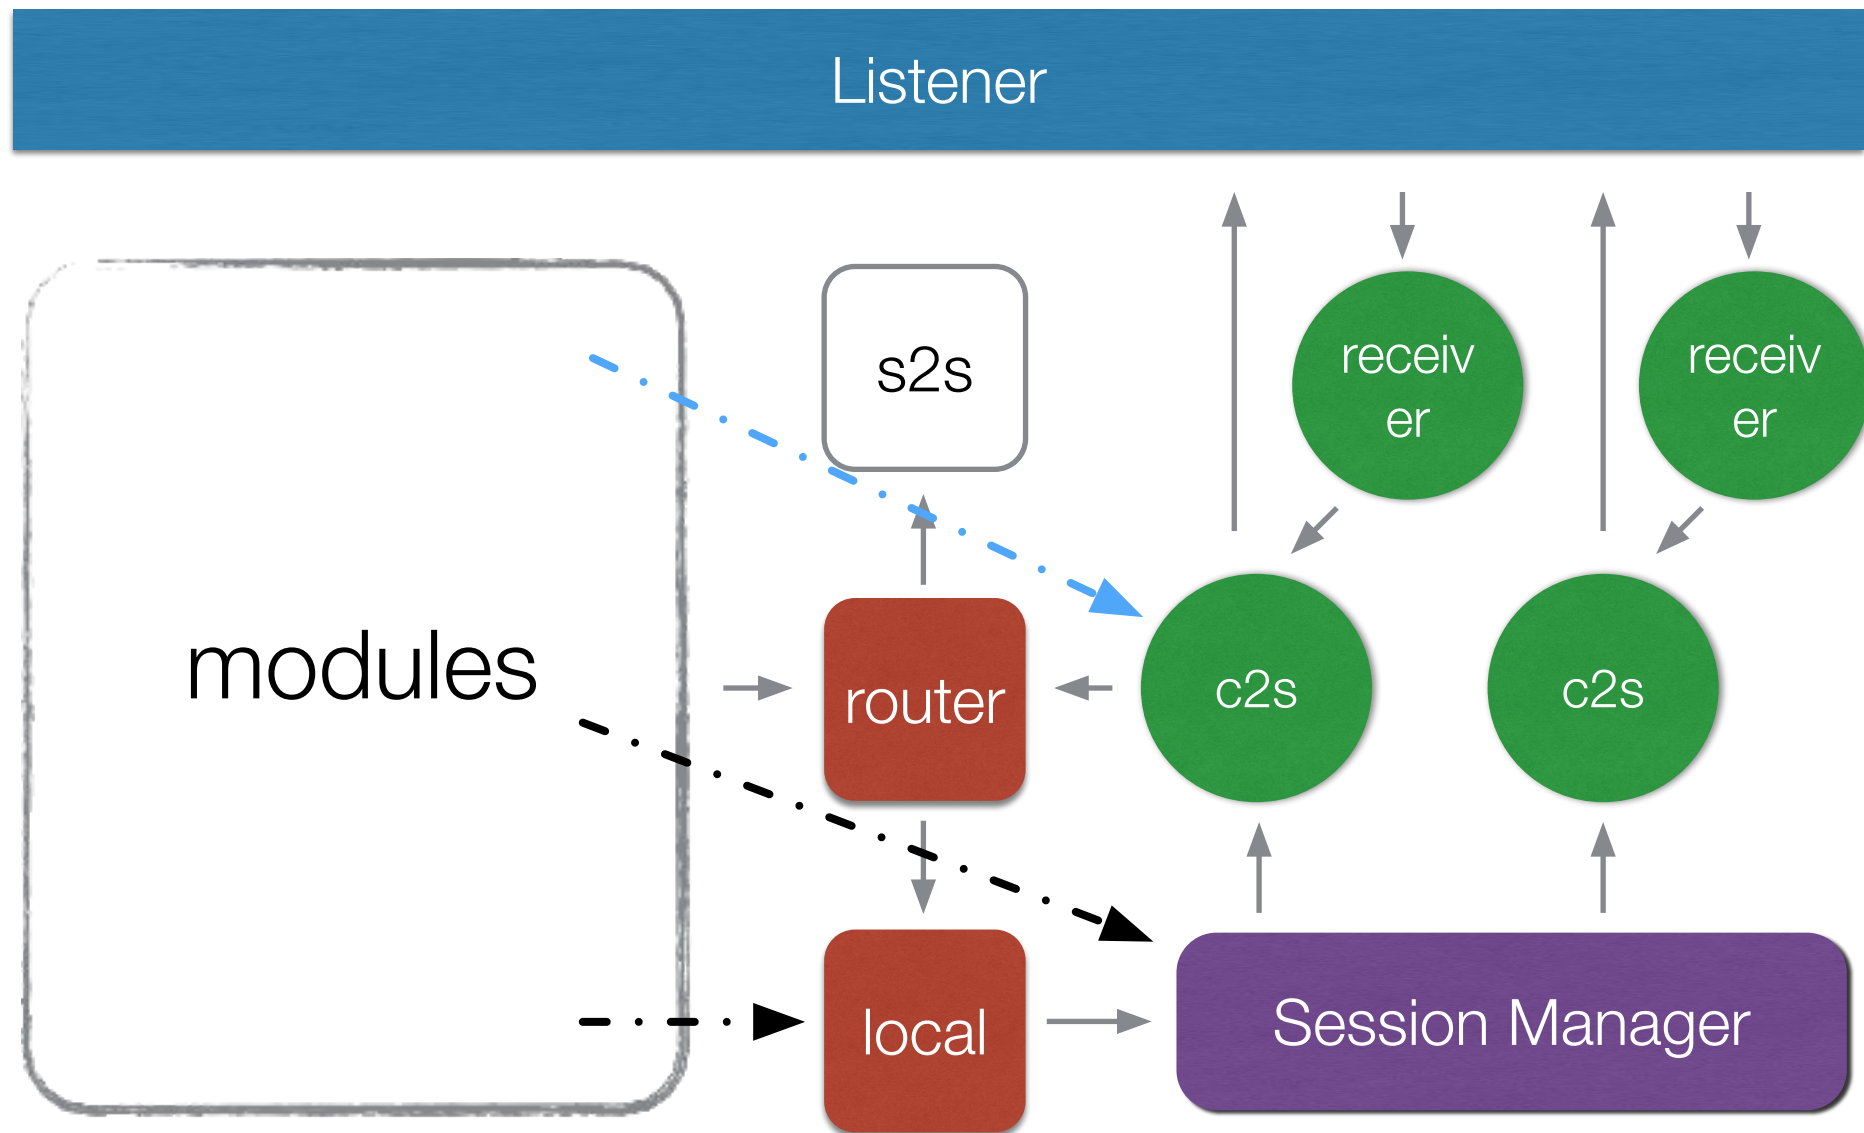 Listener
s2s
receiv
er
receiv
er
modules
router
c2s
c2s
local
Session Manager